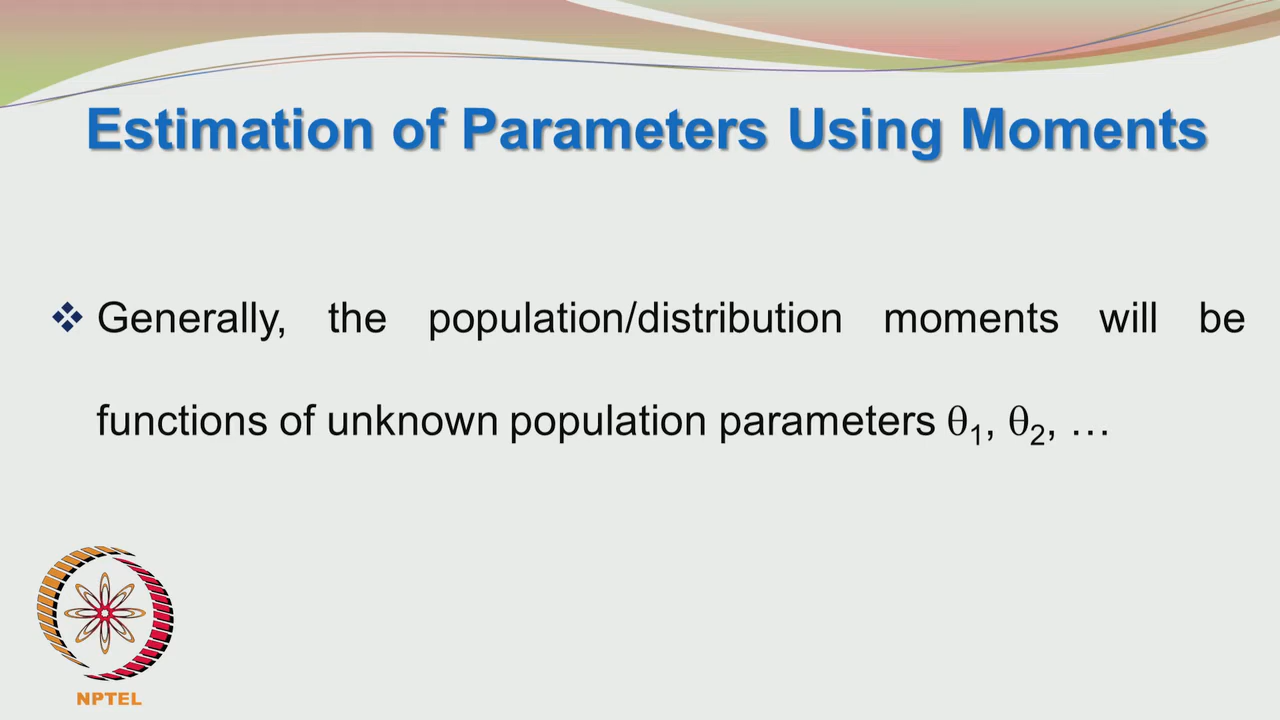 Estimation of Parameters Using Moments
❖ Generally, the population/distribution moments will be
functions of unknown population parameters θ₁, θ₂, …
NPTEL